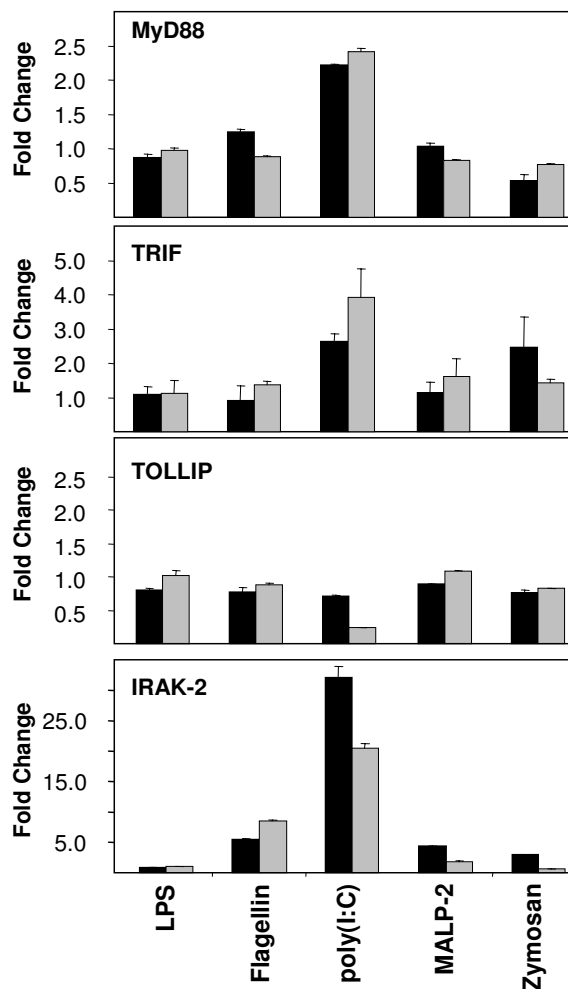 MyD88
Fold Change
2.5
2.0
1.5
1.0
0.5
TRIF
Fold Change
5.0
4.0
3.0
2.0
1.0
TOLLIP
Fold Change
2.5
2.0
1.5
1.0
0.5
IRAK-2
Fold Change
25.0
15.0
5.0
LPS
Flagellin
poly(I:C)
MALP-2
Zymosan